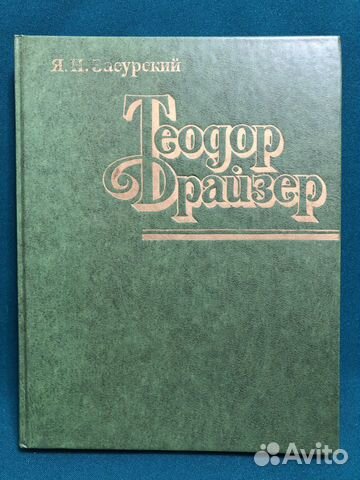 Я. Н. Засурский
Теодор
Драйзер
Avito